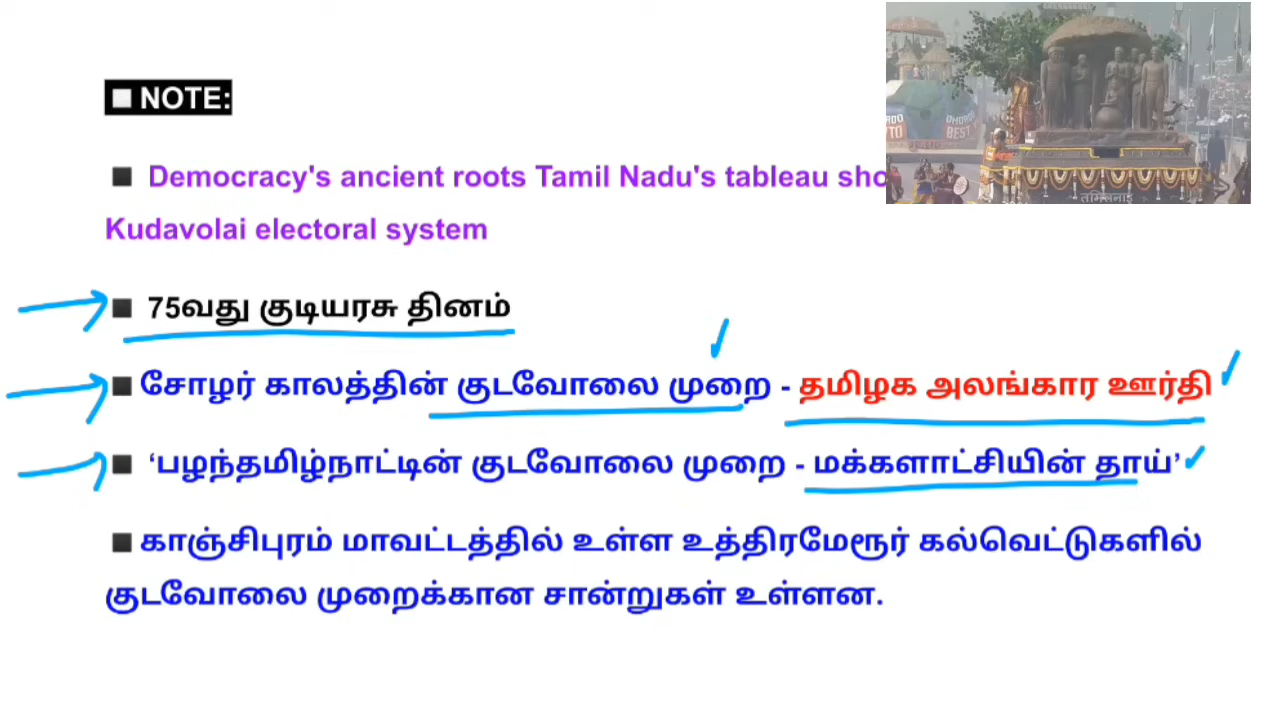 NOTE:
Democracy's ancient roots Tamil Nadu's tableau sho
Kudavolai electoral system
75வது குடியரசு தினம்
சோழர் காலத்தின் குடவோலை முறை - தமிழக அலங்கார ஊர்தி
‘பழந்தமிழ்நாட்டின் குடவோலை முறை - மக்களாட்சியின் தாய்’
காஞ்சிபுரம் மாவட்டத்தில் உள்ள உத்திரமேரூர் கல்வெட்டுகளில்
குடவோலை முறைக்கான சான்றுகள் உள்ளன.
BEST